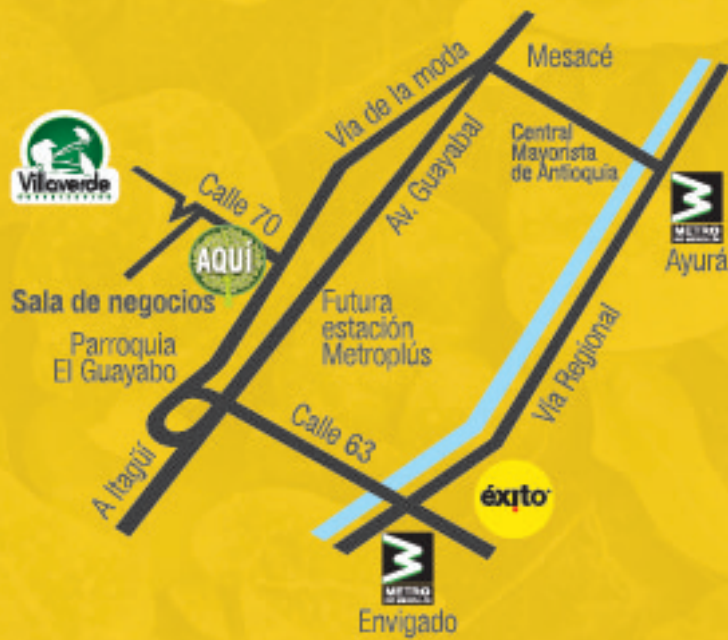 Mesacé
Vía de la moda
Av. Guayabal
Central
Mayorista
de Antioquia
Villaverde
Calle 70
AQUÍ
METRO
Ayurá
Sala de negocios
Parroquia
El Guayabo
Futura
estación
Metroplús
Vía Regional
Calle 63
A Itagüí
éxito
METRO
Envigado